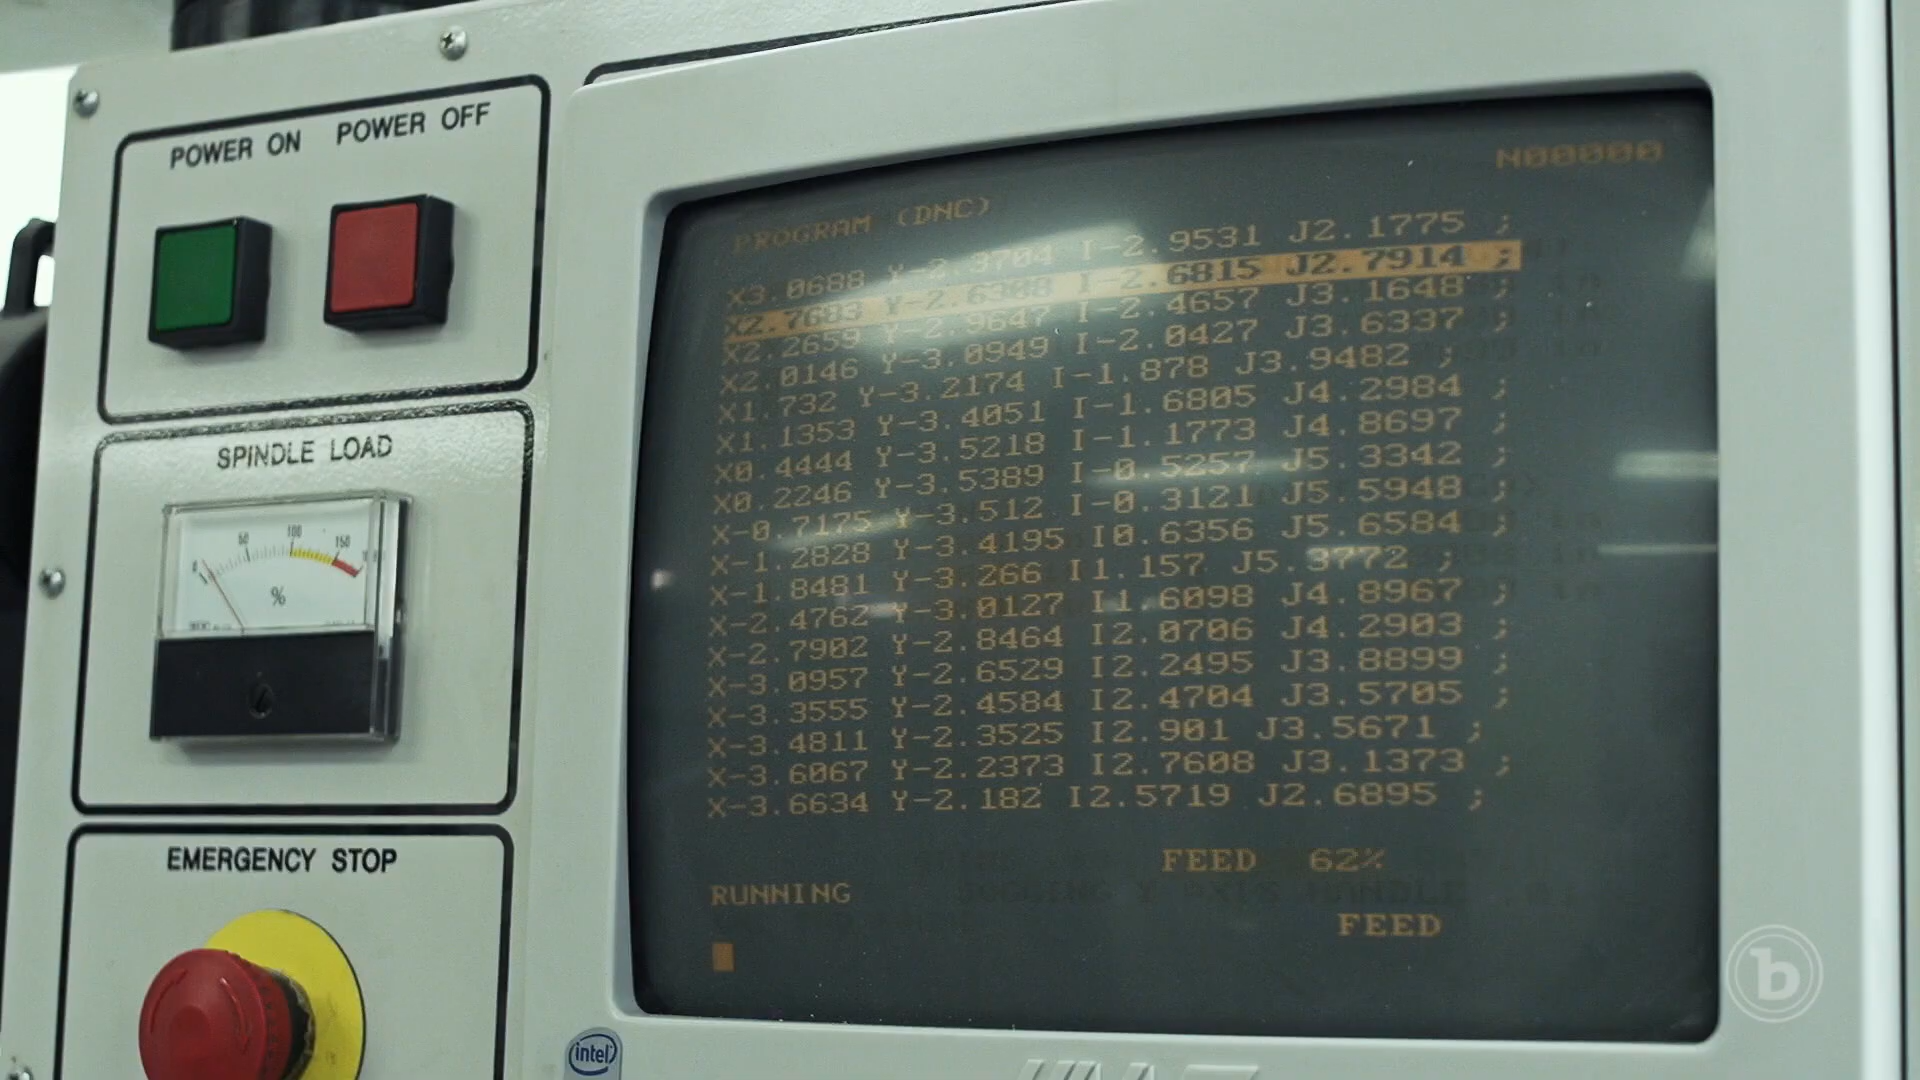 POWER ON POWER OFF
SPINDLE LOAD
0 50 100 150
%
EMERGENCY STOP
intel
N00000
PROGRAM (DNC)
X3.0688 Y-2.3704 I-2.9531 J2.1775 ;
X2.7683 Y-2.6308 I-2.6815 J2.7914 ;
X2.2659 Y-2.9647 I-2.4657 J3.1648 ;
X2.0146 Y-3.0949 I-2.0427 J3.6337 ;
X1.732 Y-3.2174 I-1.878 J3.9482 ;
X1.1353 Y-3.4051 I-1.6805 J4.2984 ;
X0.4444 Y-3.5218 I-1.1773 J4.8697 ;
X0.2246 Y-3.5389 I-0.5257 J5.3342 ;
X-0.7175 Y-3.512 I-0.3121 J5.5948 ;
X-1.2828 Y-3.4195 I0.6356 J5.6584 ;
X-1.8481 Y-3.266 I1.157 J5.3772 ;
X-2.4762 Y-3.0127 I1.6098 J4.8967 ;
X-2.7902 Y-2.8464 I2.0706 J4.2903 ;
X-3.0957 Y-2.6529 I2.2495 J3.8899 ;
X-3.3555 Y-2.4584 I2.4704 J3.5705 ;
X-3.4811 Y-2.3525 I2.901 J3.5671 ;
X-3.6067 Y-2.2373 I2.7608 J3.1373 ;
X-3.6634 Y-2.182 I2.5719 J2.6895 ;
FEED 62%
RUNNING
FEED
b